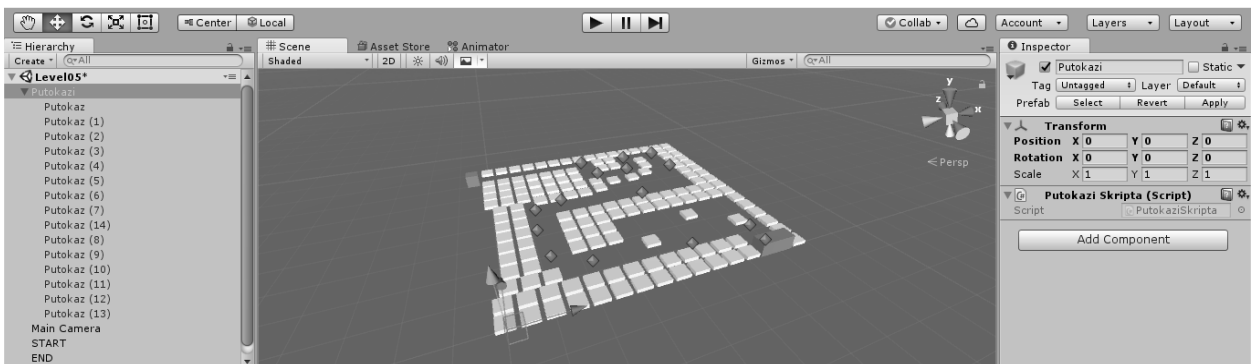 Center Local Collab Account Layers Layout
Hierarchy
Create All
Level05*
Putokazi
Putokaz
Putokaz (1)
Putokaz (2)
Putokaz (3)
Putokaz (4)
Putokaz (5)
Putokaz (6)
Putokaz (7)
Putokaz (14)
Putokaz (8)
Putokaz (9)
Putokaz (10)
Putokaz (11)
Putokaz (12)
Putokaz (13)
Main Camera
START
END
Scene Asset Store Animator
Shaded 2D Gizmos All
y
z x
Persp
Inspector
Putokazi Static
Tag Untagged Layer Default
Prefab Select Revert Apply
Transform
Position X 0 Y 0 Z 0
Rotation X 0 Y 0 Z 0
Scale X 1 Y 1 Z 1
Putokazi Skripta (Script)
Script PutokaziSkripta
Add Component